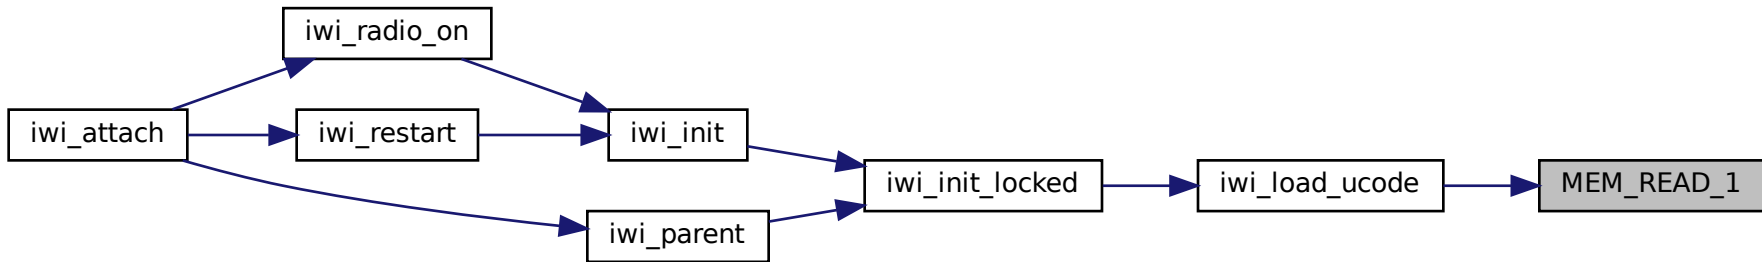 iwi_radio_on
iwi_attach
iwi_restart
iwi_init
iwi_init_locked
iwi_load_ucode
MEM_READ_1
iwi_parent